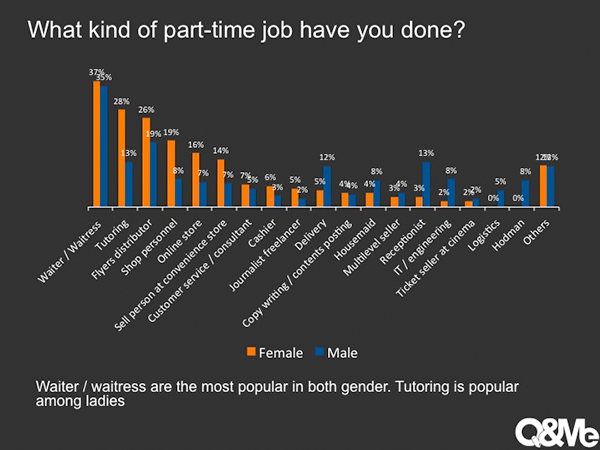 What kind of part-time job have you done?
37% 35% 28% 13% 26% 19% 19% 8% 16% 7% 14% 7% 7% 5% 6% 3% 5% 2% 5% 12% 4% 4% 4% 8% 3% 4% 3% 13% 2% 8% 2% 2% 0% 5% 0% 8% 12% 12%
Waiter / Waitress
Tutoring
Flyers distributor
Shop personnel
Online store
Sell person at convenience store
Customer service / consultant
Cashier
Journalist freelancer
Delivery
Copy writing / contents posting
Housemaid
Multilevel seller
Receptionist
IT / engineering
Ticket seller at cinema
Logistics
Hodman
Others
Female Male
Waiter / waitress are the most popular in both gender. Tutoring is popular
among ladies
Q&Me